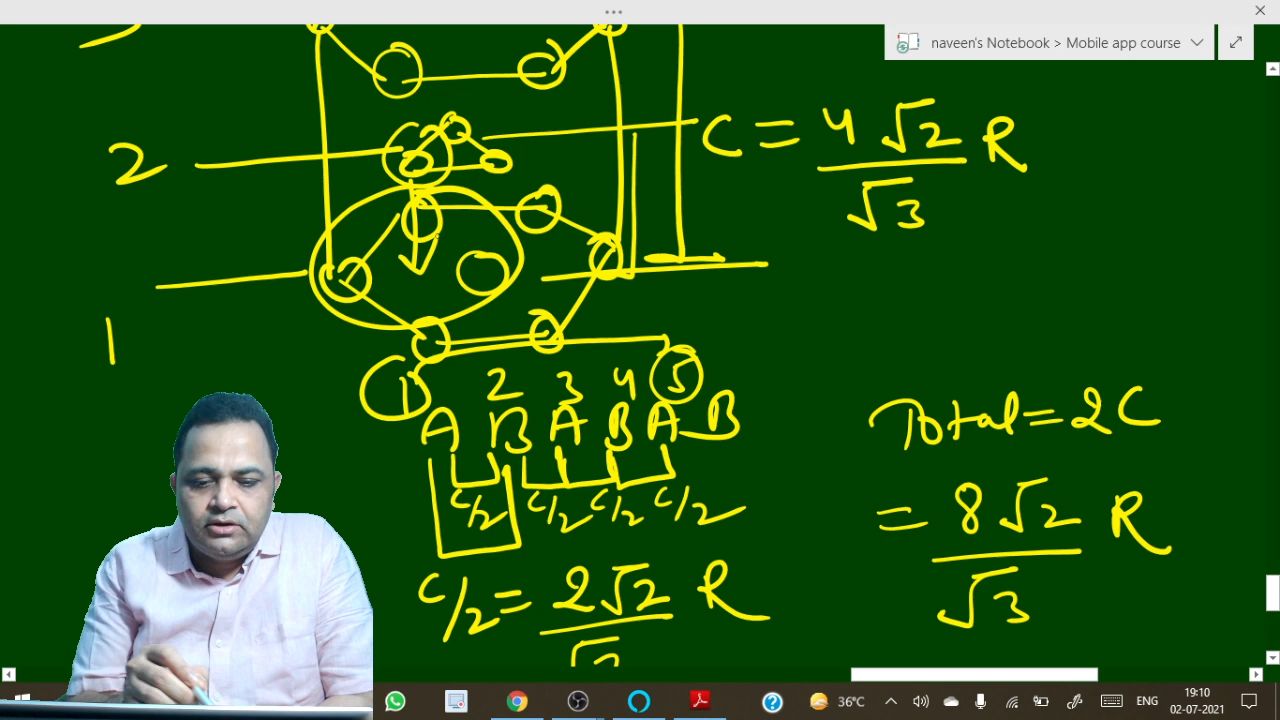 naveen's Notebook > Mobile app course
2
C = 4√2/√3 R
1
① 2 3 4 ⑤
A B A B A B
C/2 C/2 C/2 C/2
Total = 2C
= 8√2/√3 R
C/2 = 2√2 R
36°C
ENG
19:10
02-07-2021